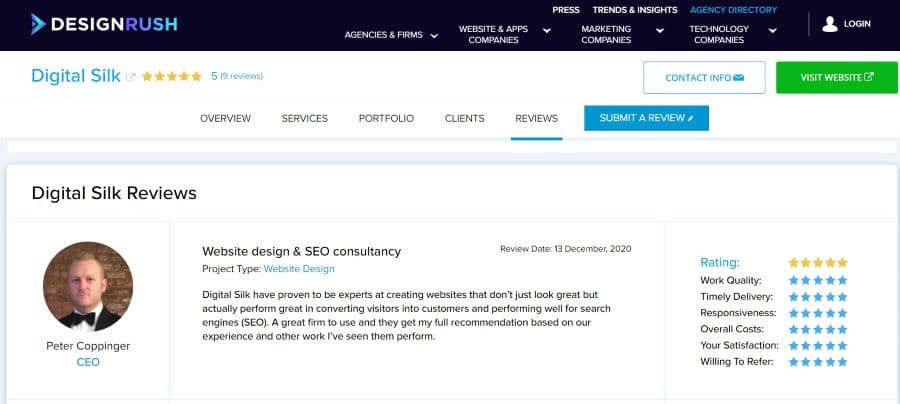 DESIGNRUSH
PRESS TRENDS & INSIGHTS AGENCY DIRECTORY
AGENCIES & FIRMS
WEBSITE & APPS COMPANIES
MARKETING COMPANIES
TECHNOLOGY COMPANIES
LOGIN
Digital Silk 5 (9 reviews)
CONTACT INFO
VISIT WEBSITE
OVERVIEW SERVICES PORTFOLIO CLIENTS REVIEWS SUBMIT A REVIEW
Digital Silk Reviews
Peter Coppinger
CEO
Website design & SEO consultancy
Review Date: 13 December, 2020
Project Type: Website Design
Digital Silk have proven to be experts at creating websites that don't just look great but
actually perform great in converting visitors into customers and performing well for search
engines (SEO). A great firm to use and they get my full recommendation based on our
experience and other work I've seen them perform.
Rating:
Work Quality:
Timely Delivery:
Responsiveness:
Overall Costs:
Your Satisfaction:
Willing To Refer: